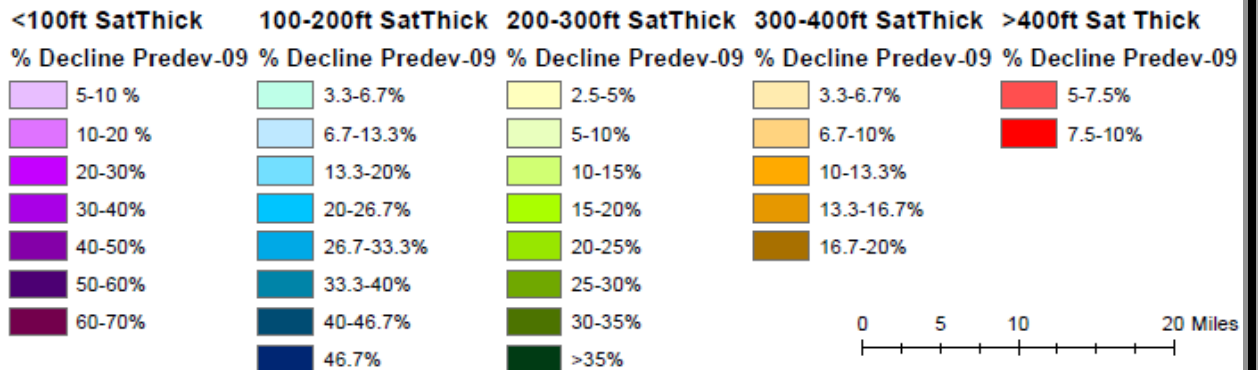 <100ft SatThick 100-200ft SatThick 200-300ft SatThick 300-400ft SatThick >400ft Sat Thick
% Decline Predev-09 % Decline Predev-09 % Decline Predev-09 % Decline Predev-09 % Decline Predev-09
5-10 % 3.3-6.7% 2.5-5% 3.3-6.7% 5-7.5%
10-20 % 6.7-13.3% 5-10% 6.7-10% 7.5-10%
20-30% 13.3-20% 10-15% 10-13.3%
30-40% 20-26.7% 15-20% 13.3-16.7%
40-50% 26.7-33.3% 20-25% 16.7-20%
50-60% 33.3-40% 25-30%
60-70% 40-46.7% 30-35% 0 5 10 20 Miles
46.7% >35%